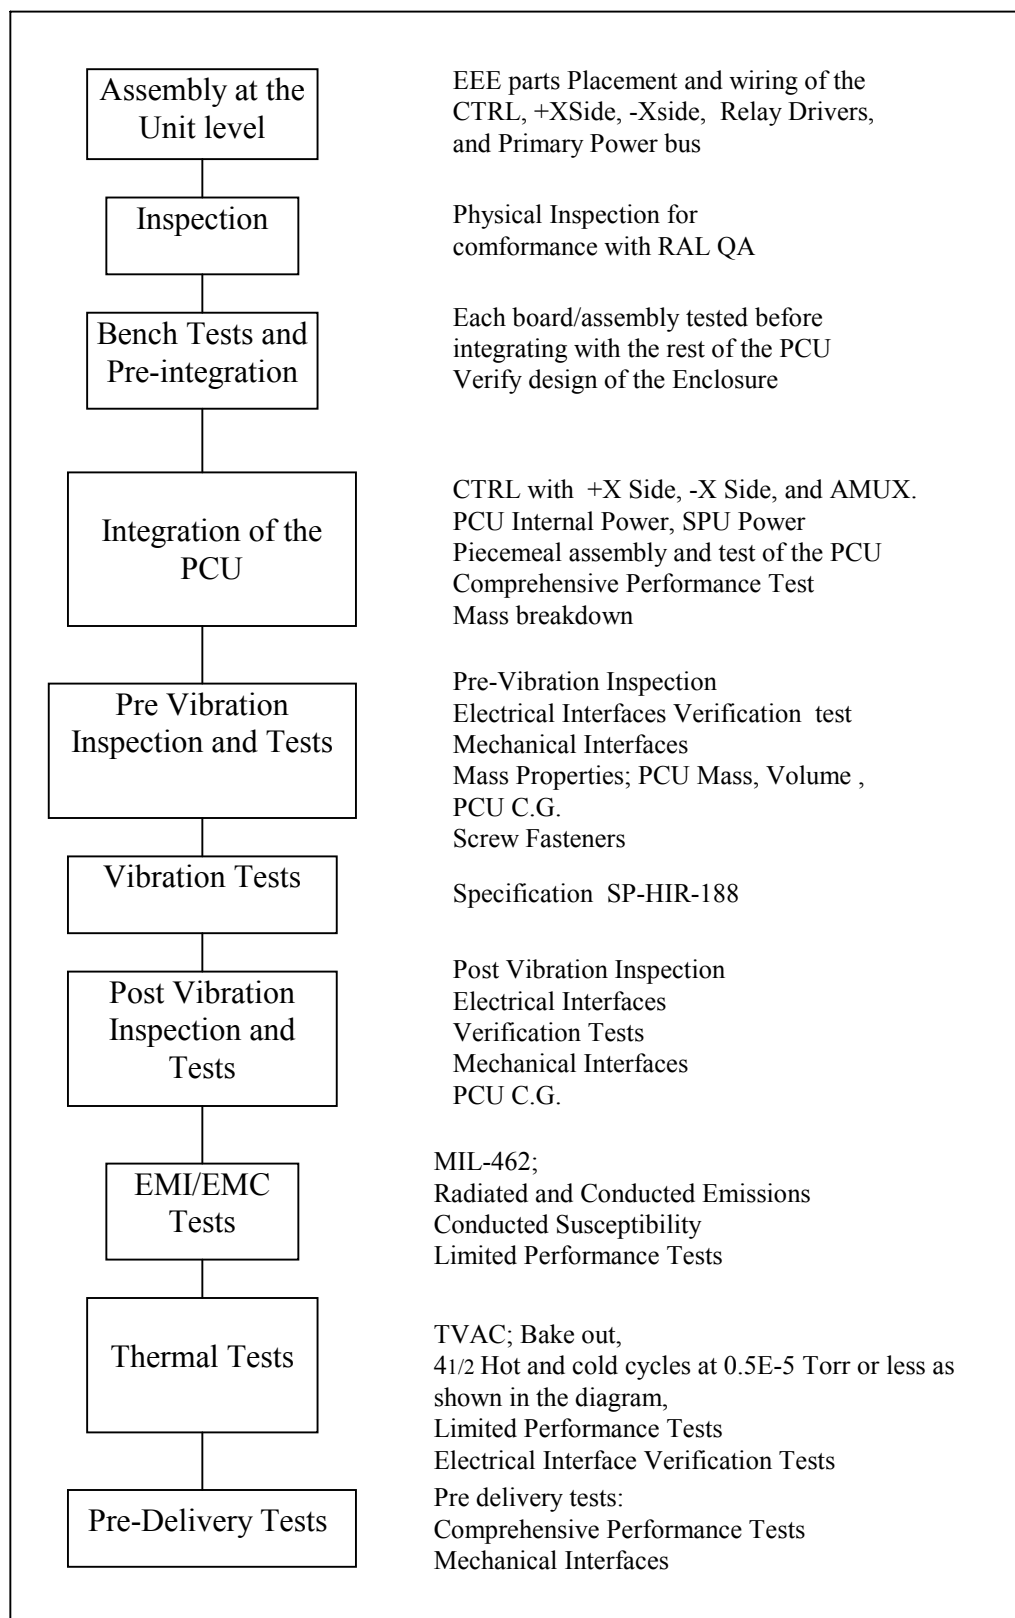 Assembly at the
Unit level
EEE parts Placement and wiring of the
CTRL, +XSide, -Xside, Relay Drivers,
and Primary Power bus
Inspection
Physical Inspection for
comformance with RAL QA
Bench Tests and
Pre-integration
Each board/assembly tested before
integrating with the rest of the PCU
Verify design of the Enclosure
Integration of the
PCU
CTRL with +X Side, -X Side, and AMUX.
PCU Internal Power, SPU Power
Piecemeal assembly and test of the PCU
Comprehensive Performance Test
Mass breakdown
Pre Vibration
Inspection and Tests
Pre-Vibration Inspection
Electrical Interfaces Verification test
Mechanical Interfaces
Mass Properties; PCU Mass, Volume ,
PCU C.G.
Screw Fasteners
Vibration Tests
Specification SP-HIR-188
Post Vibration
Inspection and
Tests
Post Vibration Inspection
Electrical Interfaces
Verification Tests
Mechanical Interfaces
PCU C.G.
EMI/EMC
Tests
MIL-462;
Radiated and Conducted Emissions
Conducted Susceptibility
Limited Performance Tests
Thermal Tests
TVAC; Bake out,
41/2 Hot and cold cycles at 0.5E-5 Torr or less as
shown in the diagram,
Limited Performance Tests
Electrical Interface Verification Tests
Pre-Delivery Tests
Pre delivery tests:
Comprehensive Performance Tests
Mechanical Interfaces